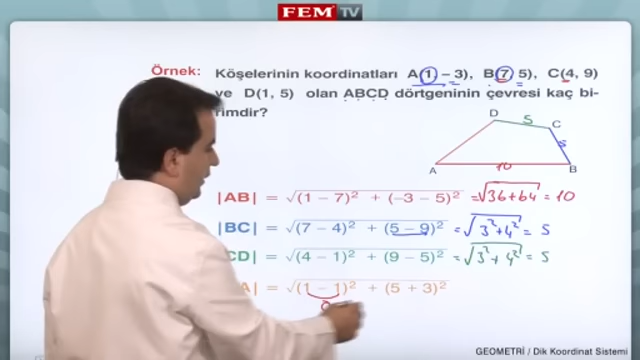 FEM TV
Örnek: Köşelerinin koordinatları A(1, – 3), B(7, 5), C(4, 9)
ve D(1, 5) olan ABCD dörtgeninin çevresi kaç bi-
rimdir?
D 5 C
5
A 10 B
|AB| = √(1 – 7)² + (–3 – 5)² = √36+64 = 10
|BC| = √(7 – 4)² + (5 – 9)² = √3²+4² = 5
CD| = √(4 – 1)² + (9 – 5)² = √3²+4² = 5
A| = √(1 – 1)² + (5 + 3)²
GEOMETRİ / Dik Koordinat Sistemi